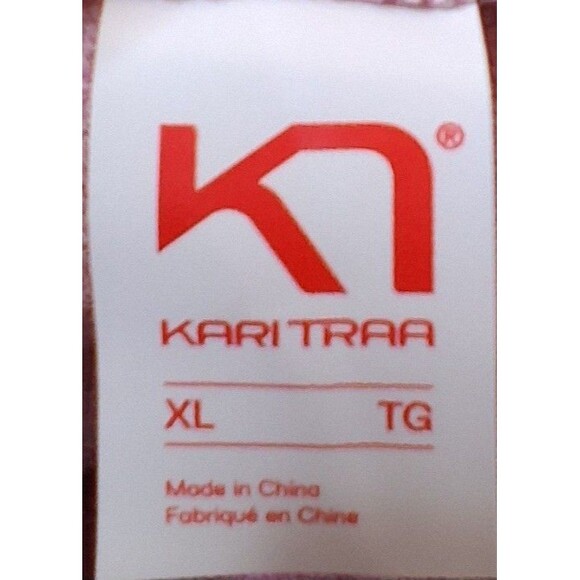 ®
KARI TRAA
XL TG
Made in China
Fabriqué en Chine